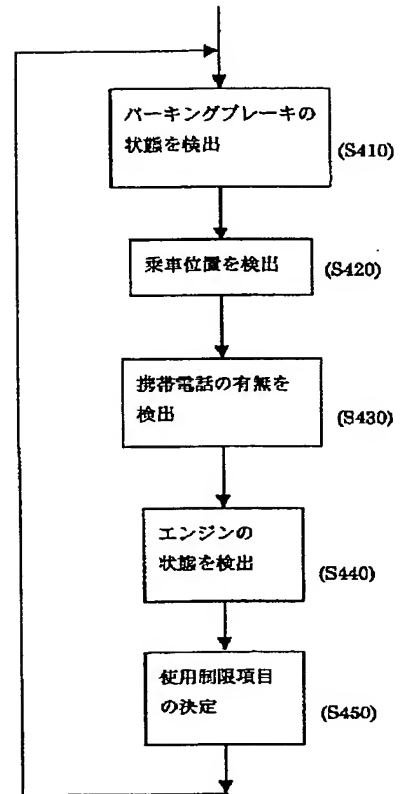 パーキングブレーキの
状態を検出
(S410)
乗車位置を検出
(S420)
携帯電話の有無を
検出
(S430)
エンジンの
状態を検出
(S440)
使用制限項目
の決定
(S450)